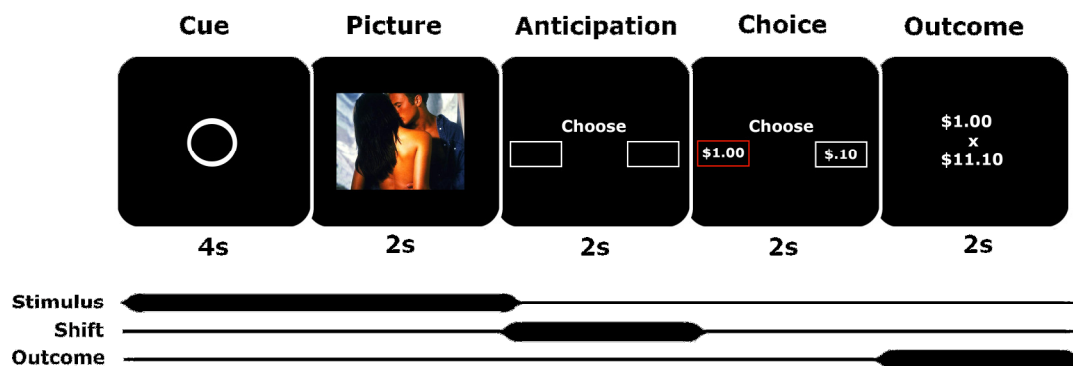 Cue Picture Anticipation Choice Outcome
Choose Choose
$1.00 $.10
$1.00
x
$11.10
4s 2s 2s 2s 2s
Stimulus
Shift
Outcome